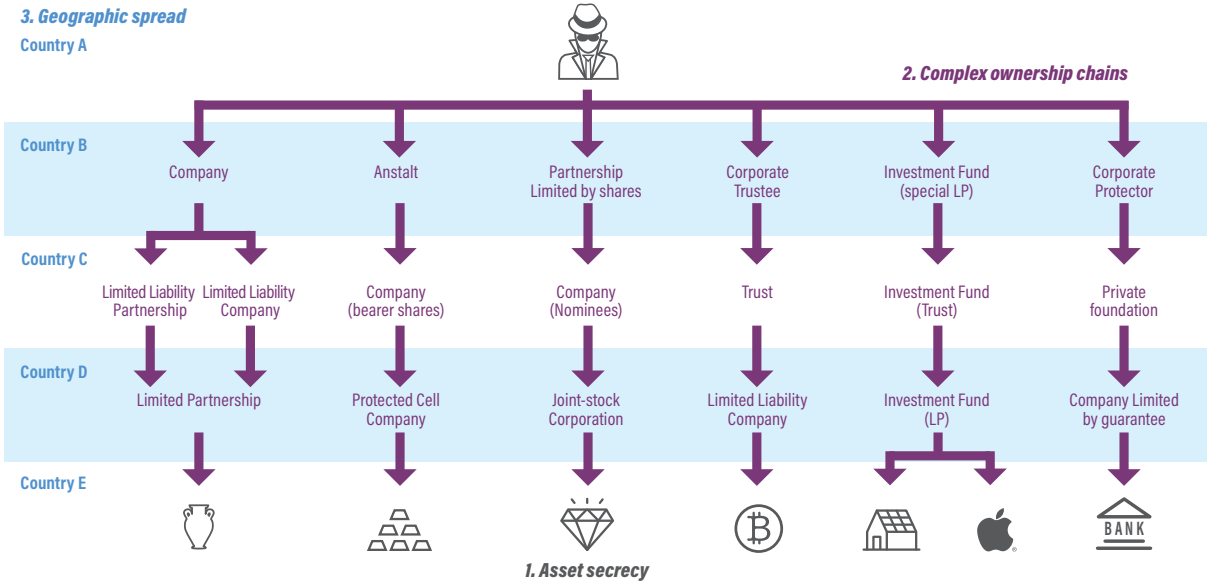 3. Geographic spread
Country A
2. Complex ownership chains
Country B
Company
Anstalt
Partnership
Limited by shares
Corporate
Trustee
Investment Fund
(special LP)
Corporate
Protector
Country C
Limited Liability
Partnership
Limited Liability
Company
Company
(bearer shares)
Company
(Nominees)
Trust
Investment Fund
(Trust)
Private
foundation
Country D
Limited Partnership
Protected Cell
Company
Joint-stock
Corporation
Limited Liability
Company
Investment Fund
(LP)
Company Limited
by guarantee
Country E
BANK
1. Asset secrecy